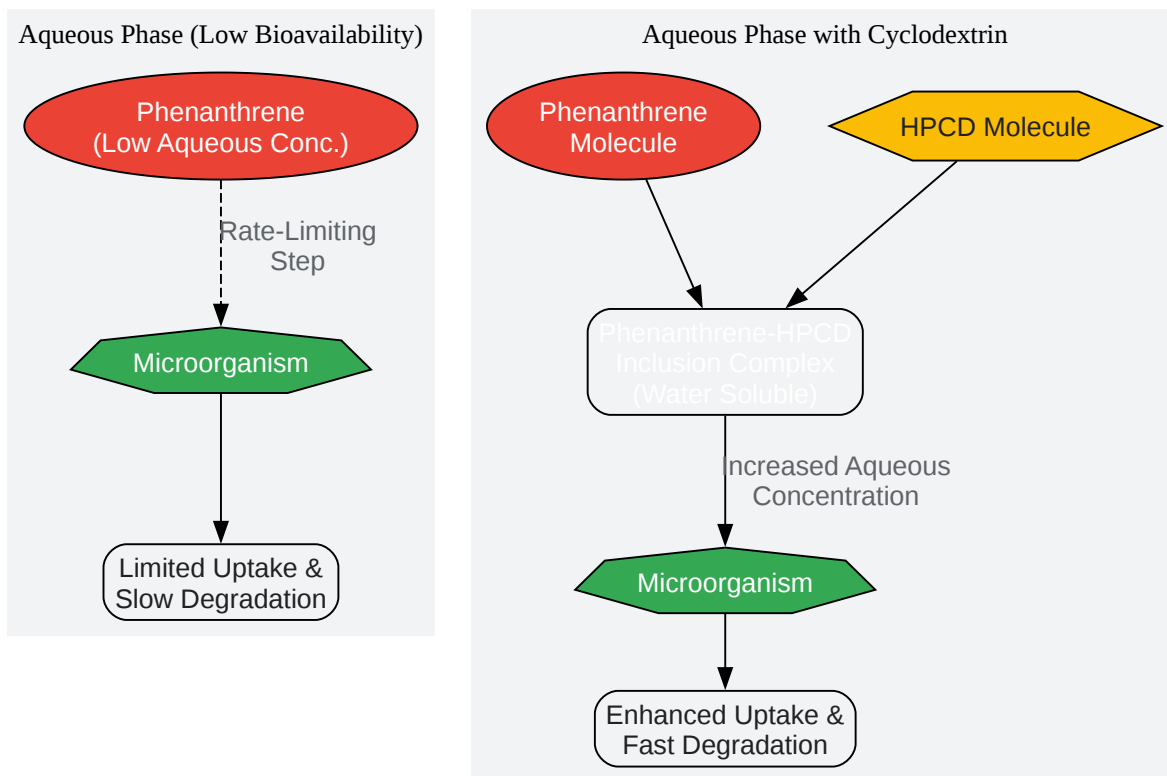 Aqueous Phase (Low Bioavailability)
Phenanthrene
(Low Aqueous Conc.)
Rate-Limiting
Step
Microorganism
Limited Uptake &
Slow Degradation
Aqueous Phase with Cyclodextrin
Phenanthrene
Molecule
HPCD Molecule
Phenanthrene-HPCD
Inclusion Complex
(Water Soluble)
Increased Aqueous
Concentration
Microorganism
Enhanced Uptake &
Fast Degradation